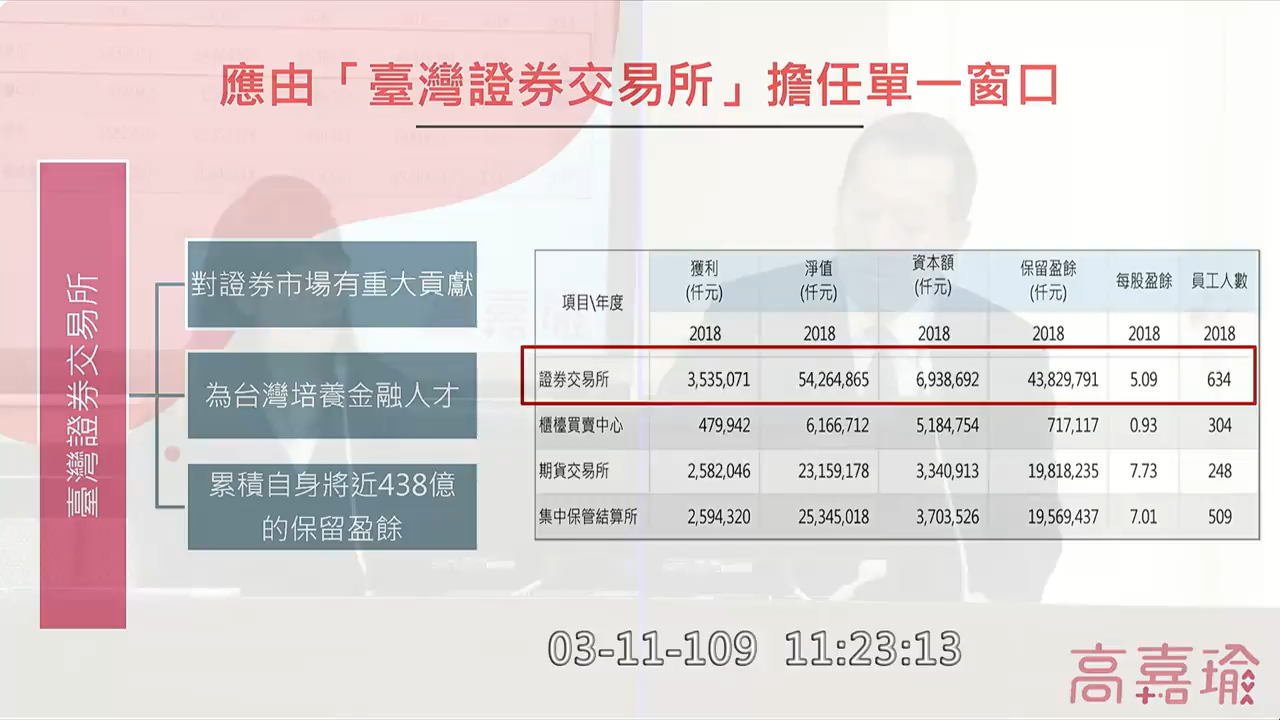 應由「臺灣證券交易所」擔任單一窗口
臺灣證券交易所
對證券市場有重大貢獻
為台灣培養金融人才
累積自身將近438億
的保留盈餘
項目\年度 獲利(仟元) 淨值(仟元) 資本額(仟元) 保留盈餘(仟元) 每股盈餘 員工人數
2018 2018 2018 2018 2018 2018
證券交易所 3,535,071 54,264,865 6,938,692 43,829,791 5.09 634
櫃檯買賣中心 479,942 6,166,712 5,184,754 717,117 0.93 304
期貨交易所 2,582,046 23,159,178 3,340,913 19,818,235 7.73 248
集中保管結算所 2,594,320 25,345,018 3,703,526 19,569,437 7.01 509
03-11-109 11:23:13
高嘉瑜